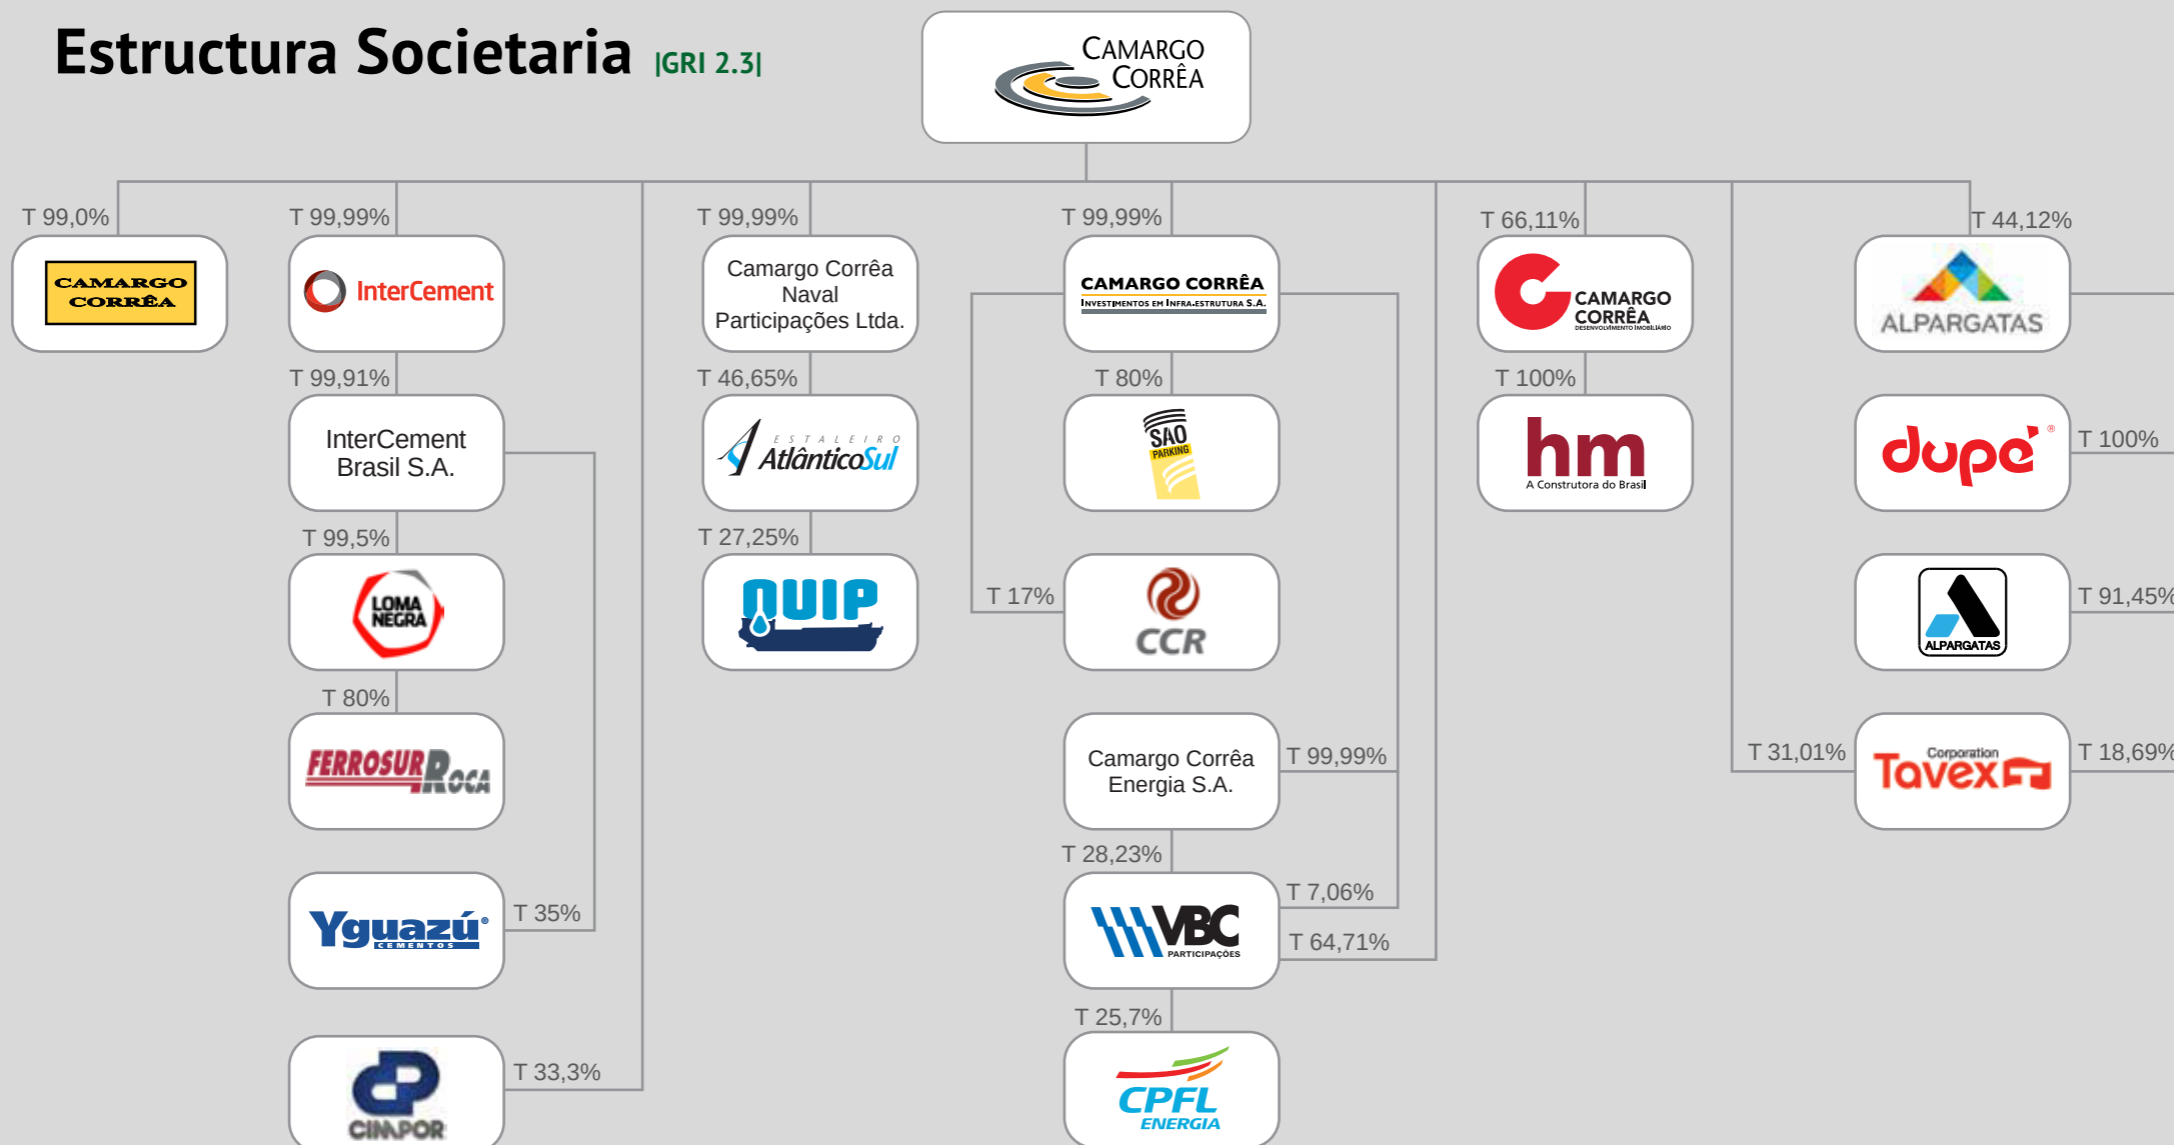 Estructura Societaria |GRI 2.3|
CAMARGO
CORRÊA
T 99,0%
T 99,99%
T 99,99%
T 99,99%
T 66,11%
T 44,12%
CAMARGO
CORRÊA
InterCement
Camargo Corrêa
Naval
Participações Ltda.
CAMARGO CORRÊA
INVESTIMENTOS EM INFRA-ESTRUTURA S.A.
CAMARGO
CORRÊA
DESENVOLVIMENTO IMOBILIÁRIO
ALPARGATAS
T 99,91%
T 46,65%
T 80%
T 100%
InterCement
Brasil S.A.
ESTALEIRO
AtlânticoSul
SAO
PARKING
hm
A Construtora do Brasil
dupé®
T 100%
T 99,5%
T 27,25%
LOMA
NEGRA
QUIP
T 17%
CCR
ALPARGATAS
T 91,45%
T 80%
FERROSUR ROCA
Camargo Corrêa
Energia S.A.
T 99,99%
T 31,01%
Corporation
Tavex
T 18,69%
T 28,23%
Yguazú®
CEMENTOS
T 35%
VBC
PARTICIPAÇÕES
T 7,06%
T 64,71%
T 25,7%
CIMPOR
T 33,3%
CPFL
ENERGIA